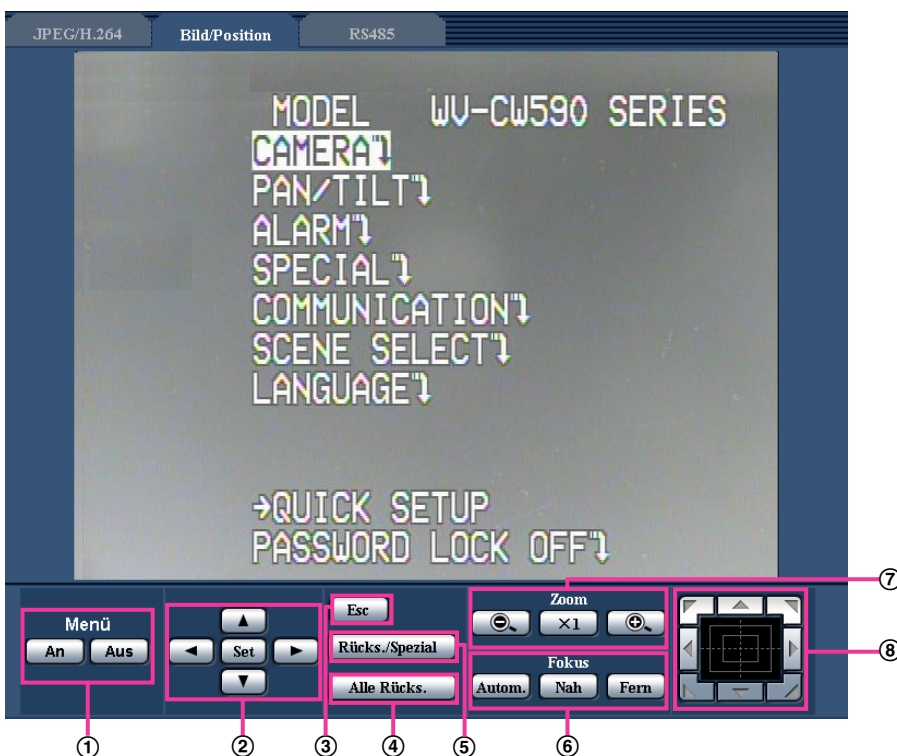 JPEG/H.264 Bild/Position RS485
MODEL WV-CW590 SERIES
CAMERA
PAN/TILT
ALARM
SPECIAL
COMMUNICATION
SCENE SELECT
LANGUAGE
→QUICK SETUP
PASSWORD LOCK OFF
⑦
Menü
An Aus
Set
Esc
Rücks./Spezial
Alle Rücks.
Zoom
×1
Fokus
Autom. Nah Fern
⑧
① ② ③ ④ ⑤ ⑥